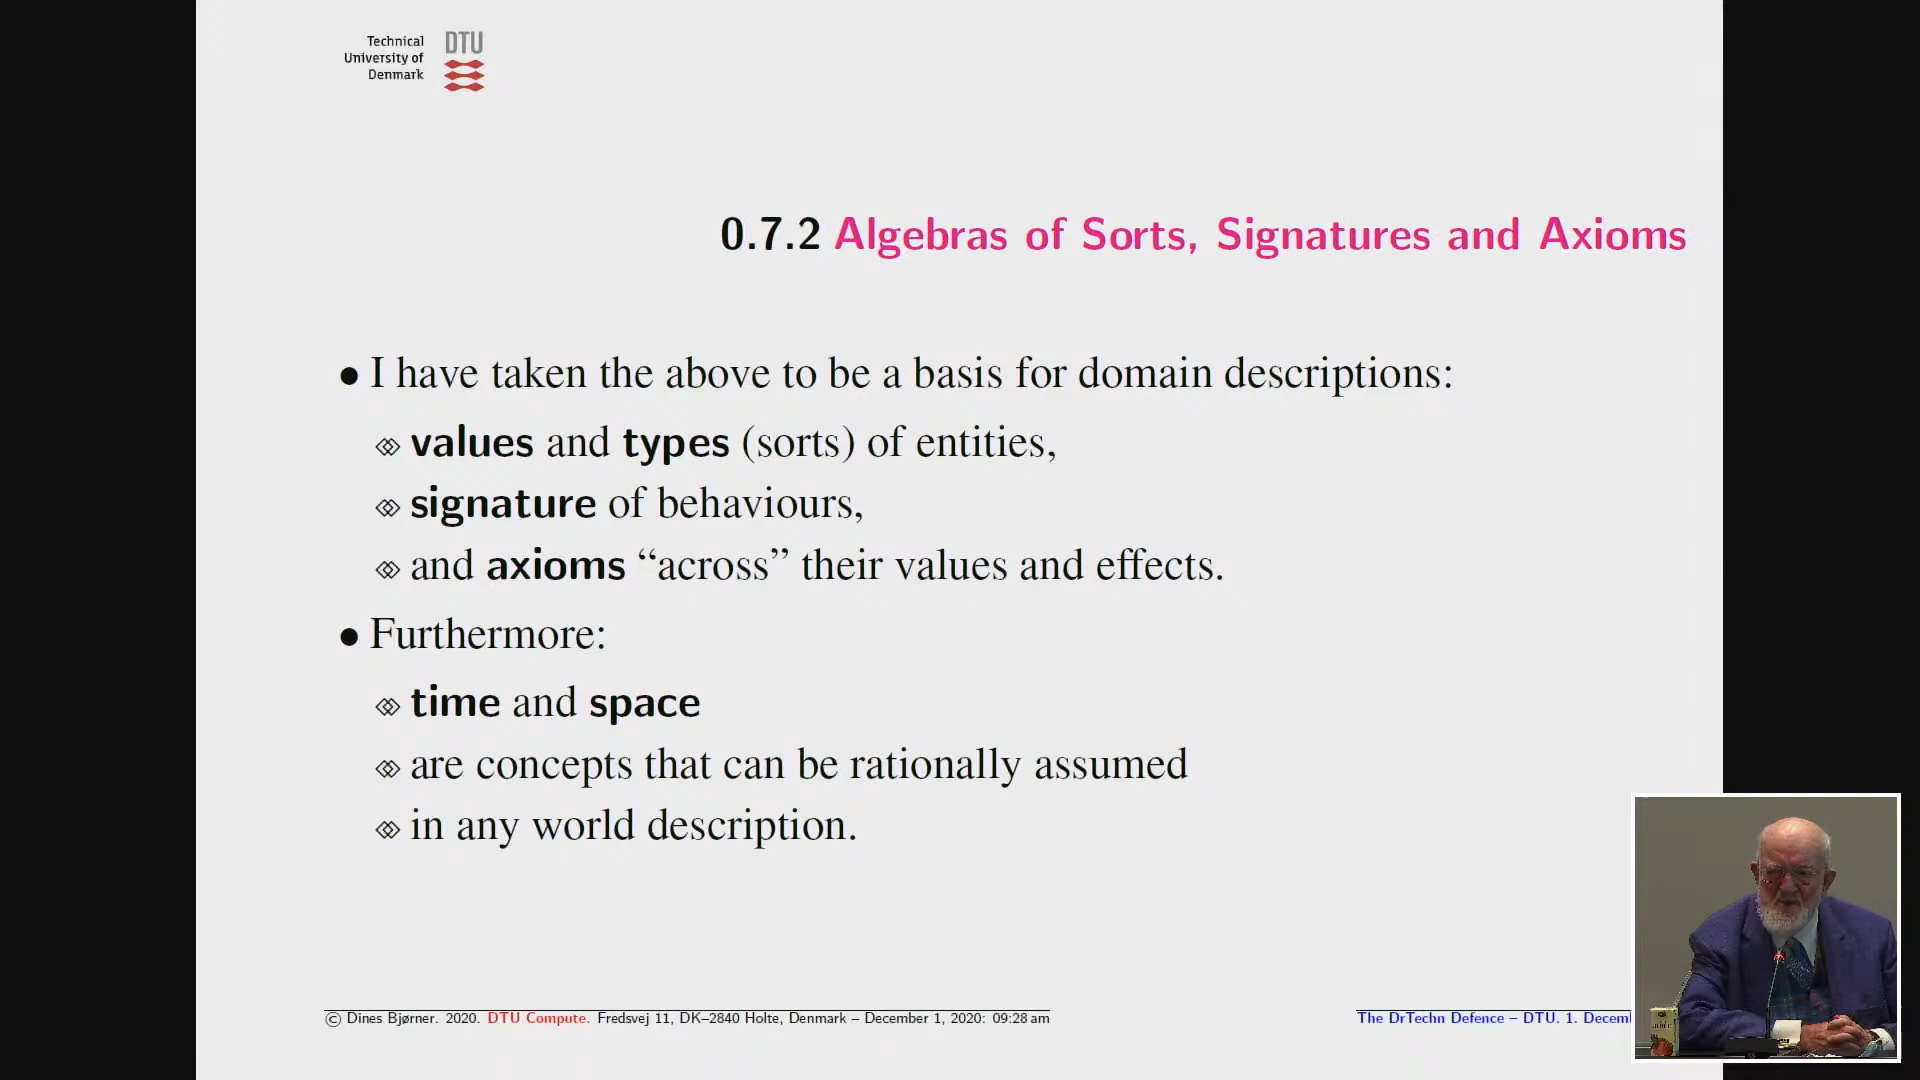 Technical
University of
Denmark
DTU
0.7.2 Algebras of Sorts, Signatures and Axioms
• I have taken the above to be a basis for domain descriptions:
values and types (sorts) of entities,
signature of behaviours,
and axioms “across” their values and effects.
• Furthermore:
time and space
are concepts that can be rationally assumed
in any world description.
© Dines Bjørner. 2020. DTU Compute. Fredsvej 11, DK–2840 Holte, Denmark – December 1, 2020: 09:28 am
The DrTechn Defence – DTU. 1. Decem